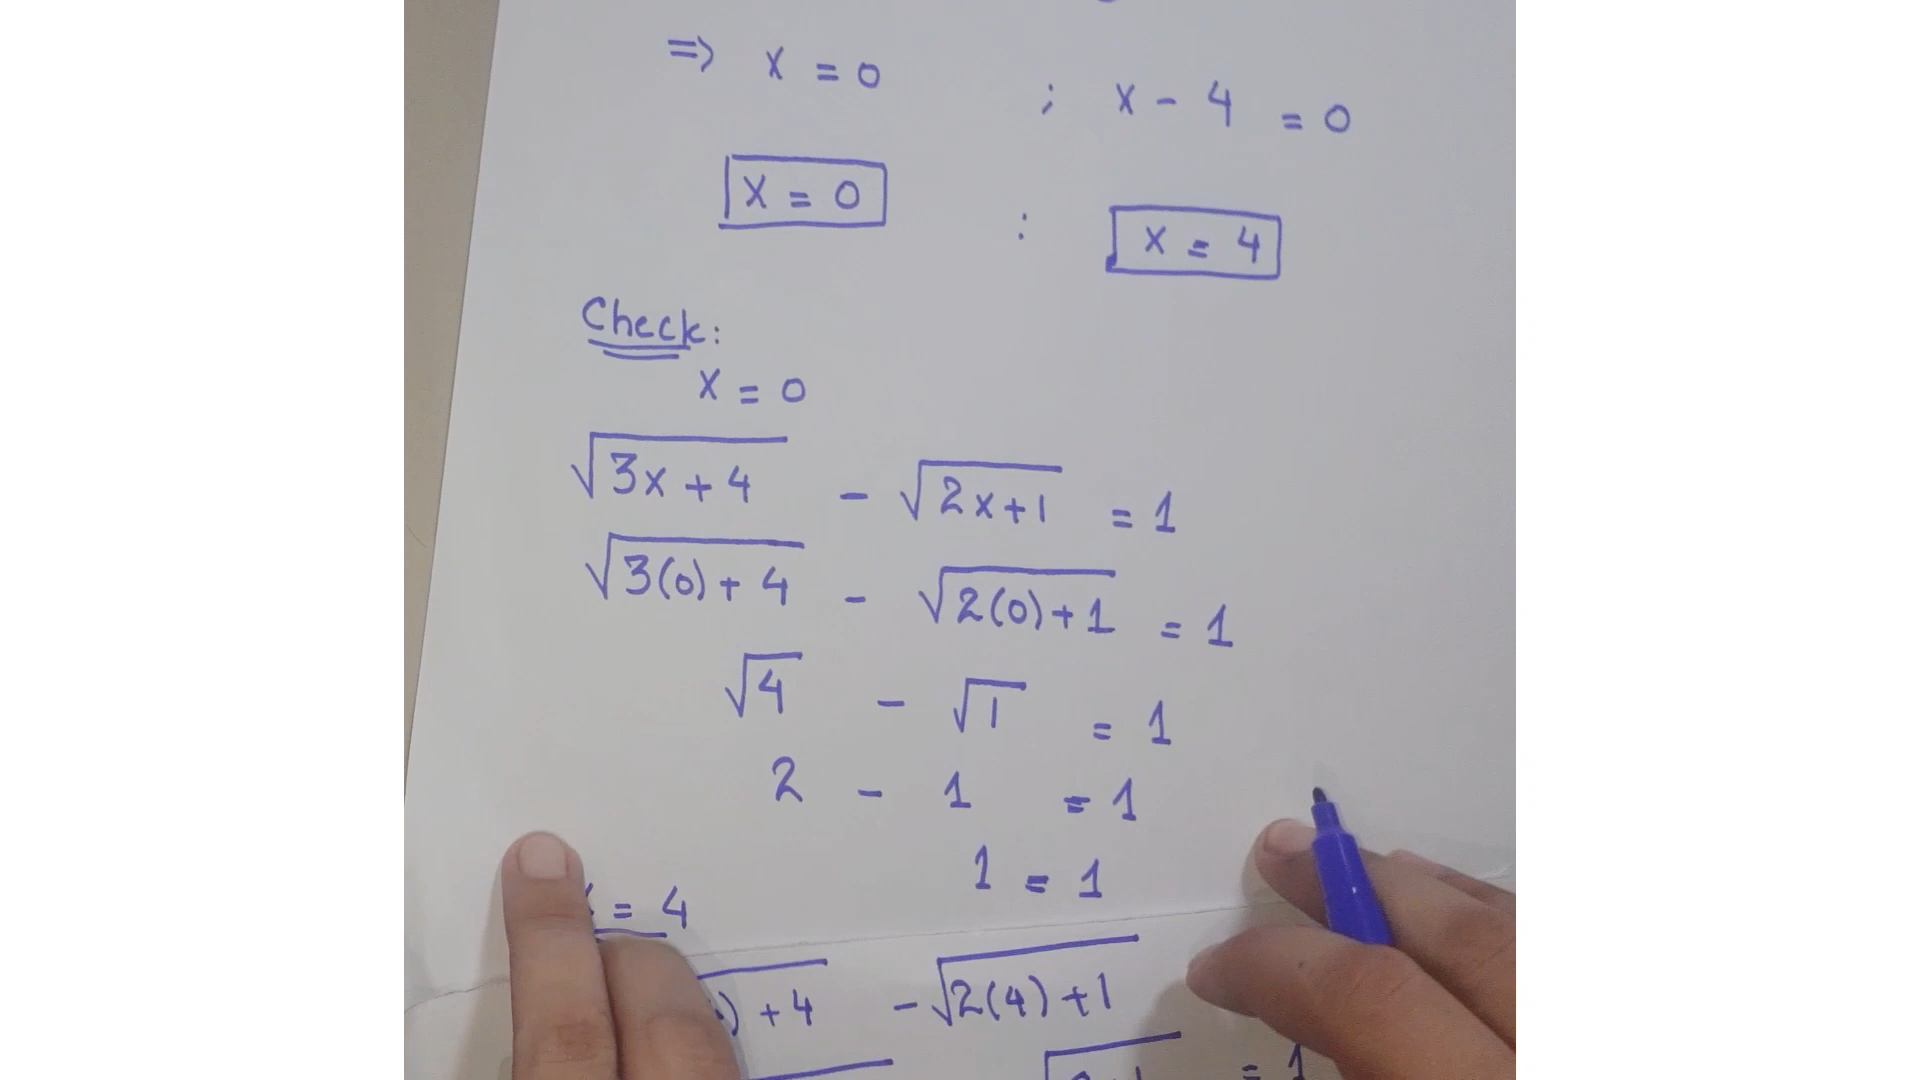 => x = 0 ; x - 4 = 0
x = 0 : x = 4
Check:
x = 0
√3x + 4 - √2x+1 = 1
√3(0) + 4 - √2(0)+1 = 1
√4 - √1 = 1
2 - 1 = 1
1 = 1
= 4
) + 4 - √2(4) + 1
= 1